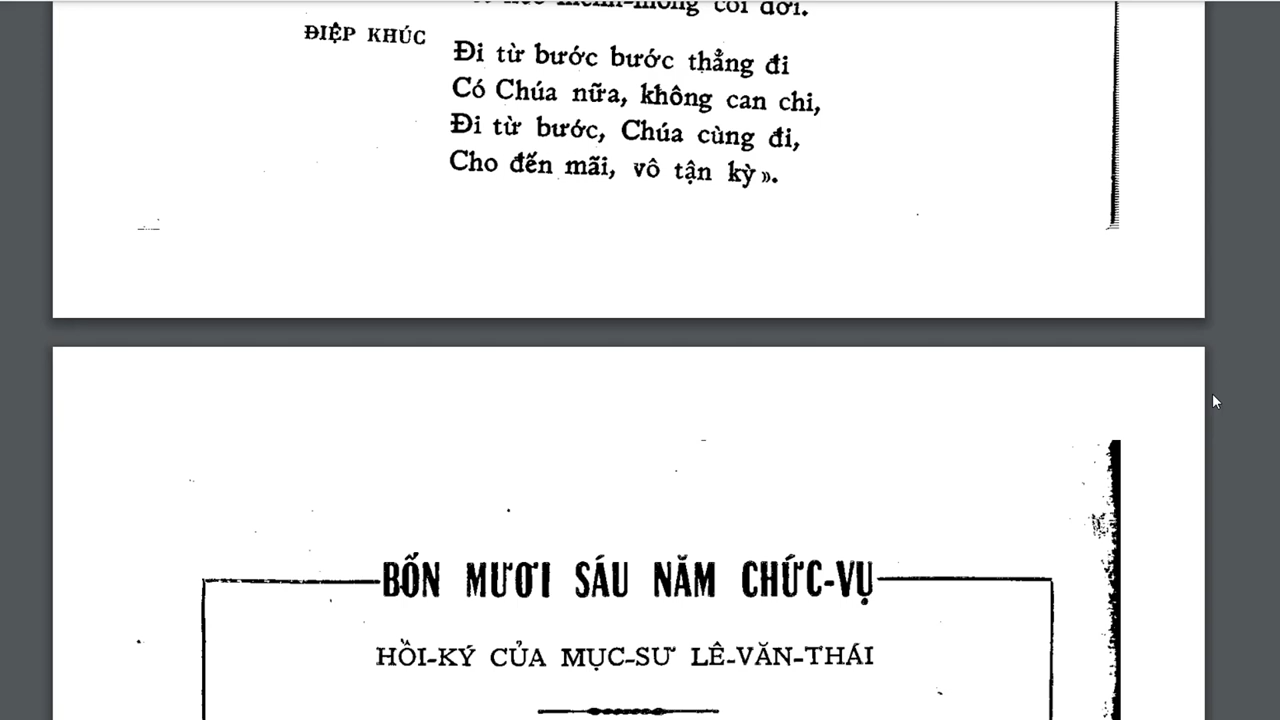 cõi đời.
ĐIỆP KHÚC
Đi từ bước bước thẳng đi
Có Chúa nữa, không can chi,
Đi từ bước, Chúa cùng đi,
Cho đến mãi, vô tận kỳ».
BỐN MƯƠI SÁU NĂM CHỨC-VỤ
HỒI-KÝ CỦA MỤC-SƯ LÊ-VĂN-THÁI